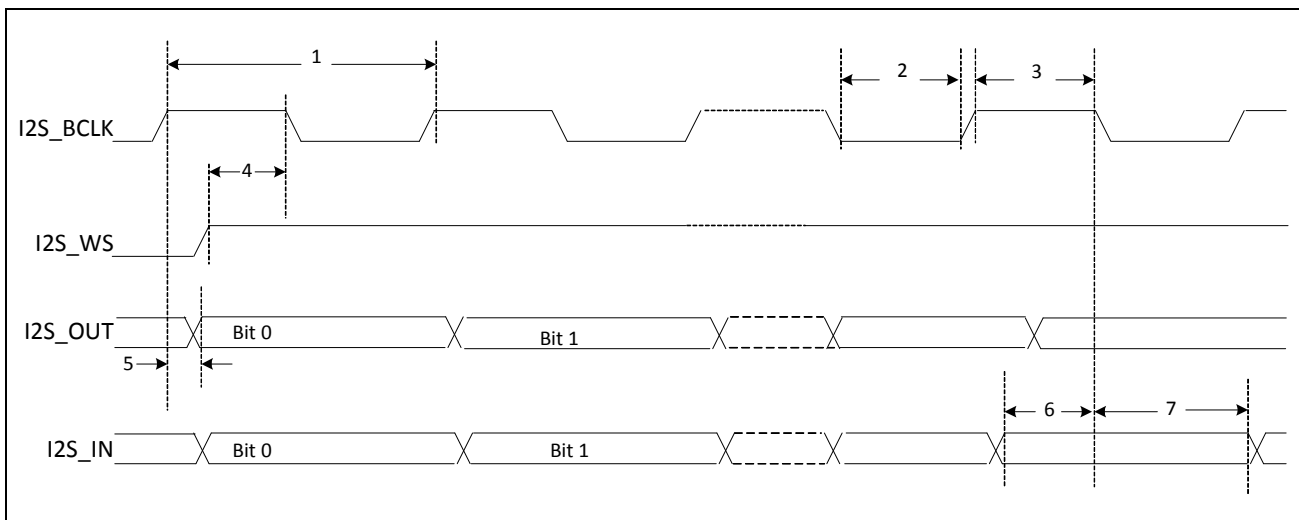 1
2
3
I2S_BCLK
4
I2S_WS
I2S_OUT
Bit 0
Bit 1
5
6
7
I2S_IN
Bit 0
Bit 1